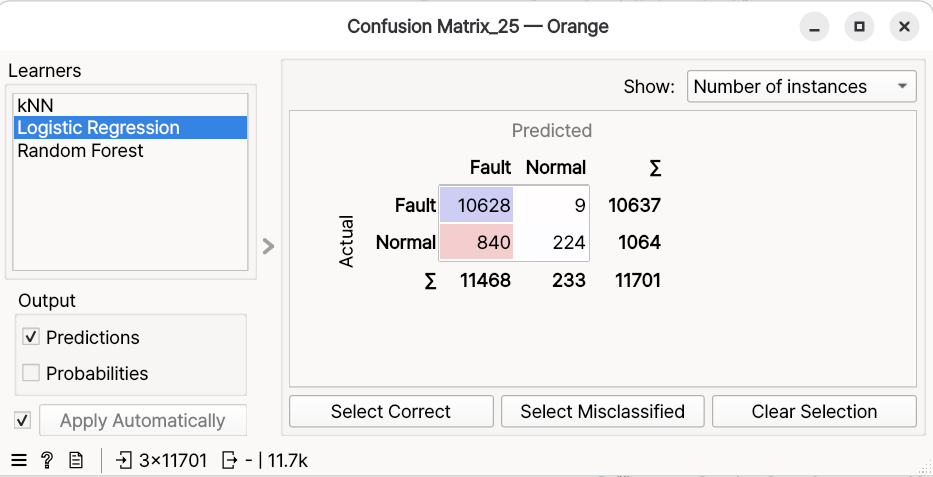 Confusion Matrix_25 — Orange
Learners
kNN
Logistic Regression
Random Forest
Output
Predictions
Probabilities
Apply Automatically
Show: Number of instances
Predicted
Fault Normal Σ
Actual
Fault 10628 9 10637
Normal 840 224 1064
Σ 11468 233 11701
Select Correct
Select Misclassified
Clear Selection
? 3×11701 - | 11.7k